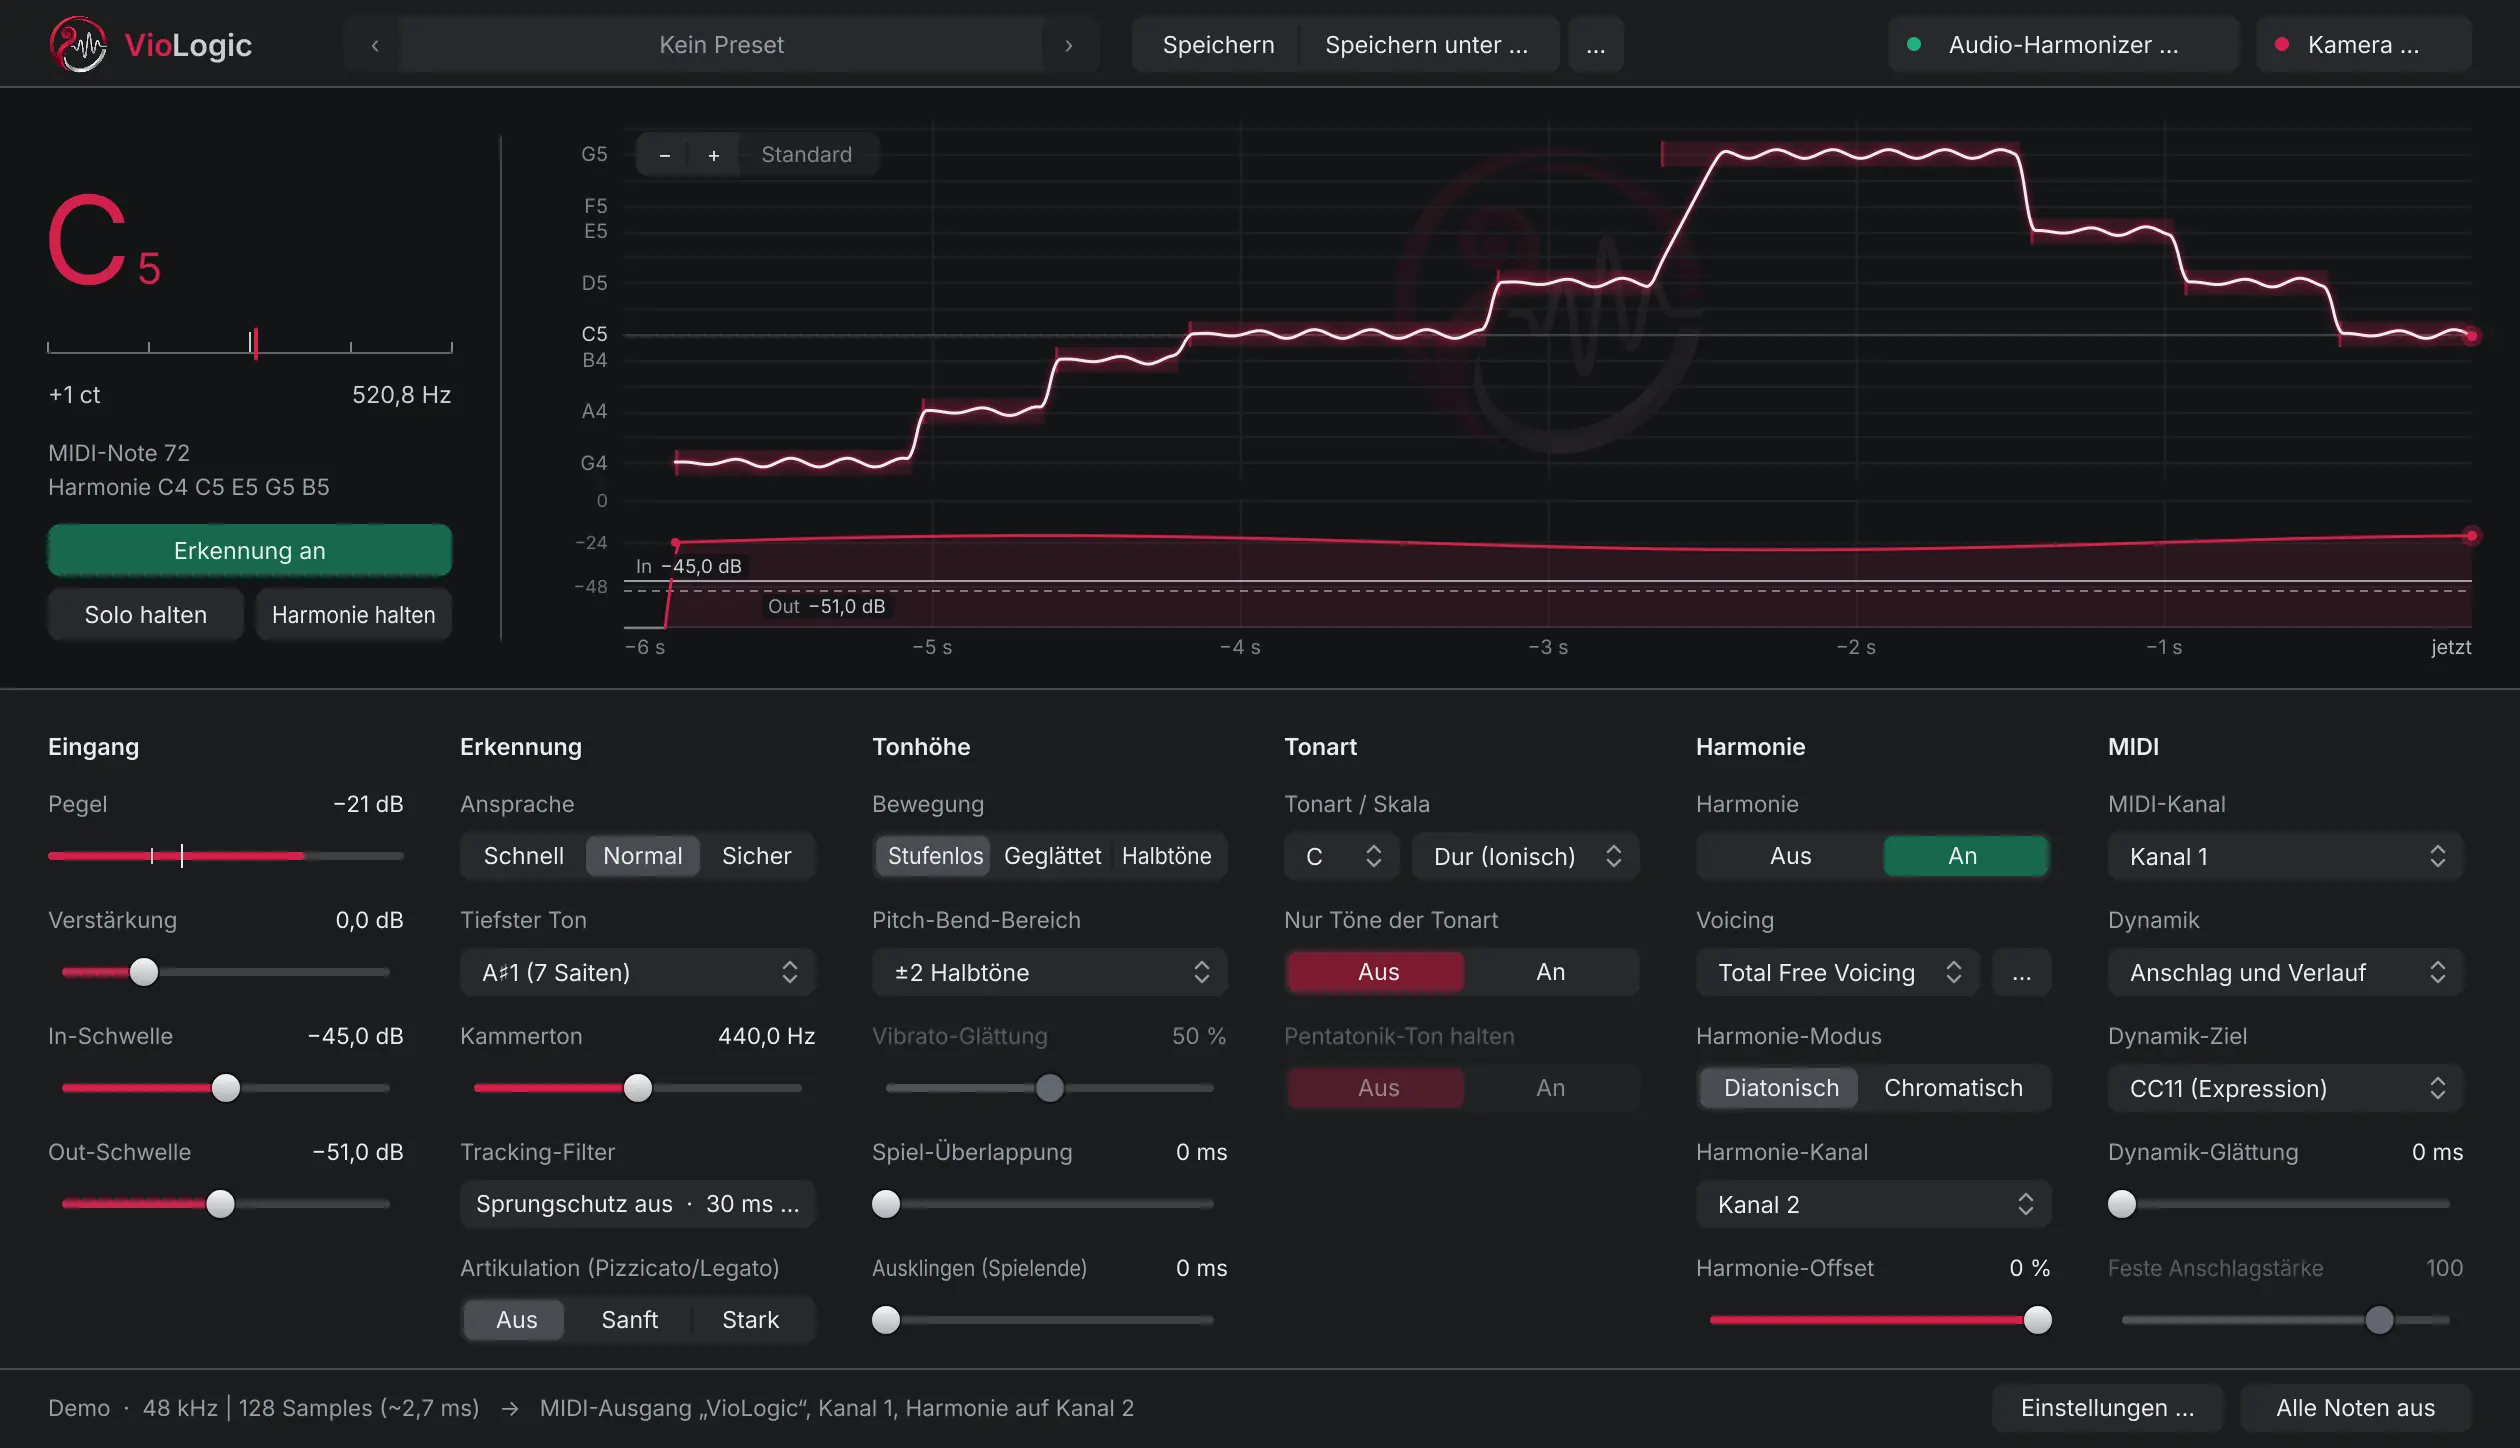 VioLogic
‹ Kein Preset ›
Speichern Speichern unter ... ...
Audio-Harmonizer ... Kamera ...
C5
+1 ct 520,8 Hz
MIDI-Note 72
Harmonie C4 C5 E5 G5 B5
Erkennung an
Solo halten Harmonie halten
− + Standard
G5
F5
E5
D5
C5
B4
A4
G4
0
−24
−48
In −45,0 dB
Out −51,0 dB
−6 s −5 s −4 s −3 s −2 s −1 s jetzt
Eingang
Pegel −21 dB
Verstärkung 0,0 dB
In-Schwelle −45,0 dB
Out-Schwelle −51,0 dB
Erkennung
Ansprache
Schnell Normal Sicher
Tiefster Ton
A♯1 (7 Saiten)
Kammerton 440,0 Hz
Tracking-Filter
Sprungschutz aus · 30 ms ...
Artikulation (Pizzicato/Legato)
Aus Sanft Stark
Tonhöhe
Bewegung
Stufenlos Geglättet Halbtöne
Pitch-Bend-Bereich
±2 Halbtöne
Vibrato-Glättung 50 %
Spiel-Überlappung 0 ms
Ausklingen (Spielende) 0 ms
Tonart
Tonart / Skala
C Dur (Ionisch)
Nur Töne der Tonart
Aus An
Pentatonik-Ton halten
Aus An
Harmonie
Harmonie
Aus An
Voicing
Total Free Voicing ...
Harmonie-Modus
Diatonisch Chromatisch
Harmonie-Kanal
Kanal 2
Harmonie-Offset 0 %
MIDI
MIDI-Kanal
Kanal 1
Dynamik
Anschlag und Verlauf
Dynamik-Ziel
CC11 (Expression)
Dynamik-Glättung 0 ms
Feste Anschlagstärke 100
Demo · 48 kHz | 128 Samples (~2,7 ms) → MIDI-Ausgang „VioLogic“, Kanal 1, Harmonie auf Kanal 2
Einstellungen ... Alle Noten aus